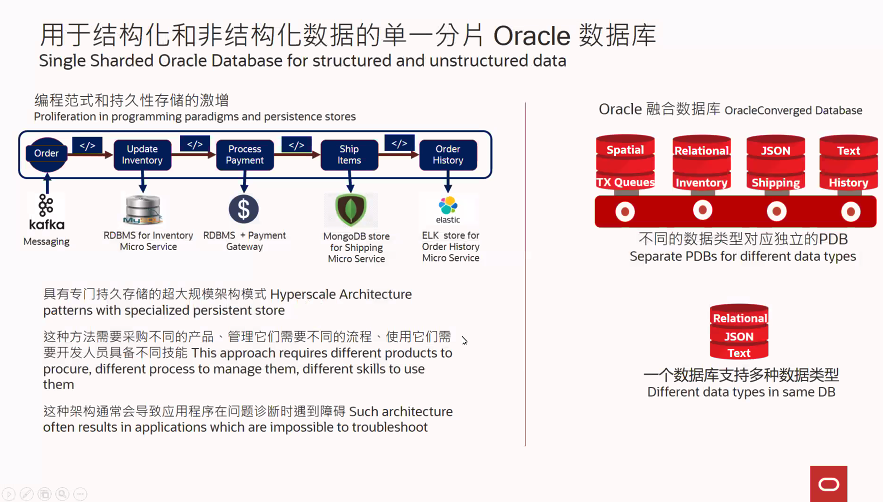 用于结构化和非结构化数据的单一分片 Oracle 数据库
Single Sharded Oracle Database for structured and unstructured data
编程范式和持久性存储的激增
Proliferation in programming paradigms and persistence stores
Order
</>
Update
Inventory
</>
Process
Payment
</>
Ship
Items
</>
Order
History
kafka
Messaging
RDBMS for Inventory
Micro Service
$
RDBMS + Payment
Gateway
MongoDB store
for Shipping
Micro Service
elastic
ELK store for
Order History
Micro Service
具有专门持久存储的超大规模架构模式 Hyperscale Architecture
patterns with specialized persistent store
这种方法需要采购不同的产品、管理它们需要不同的流程、使用它们需
要开发人员具备不同技能 This approach requires different products to
procure, different process to manage them, different skills to use
them
这种架构通常会导致应用程序在问题诊断时遇到障碍 Such architecture
often results in applications which are impossible to troubleshoot
Oracle 融合数据库 OracleConverged Database
Spatial
TX Queues
Relational
Inventory
JSON
Shipping
Text
History
不同的数据类型对应独立的PDB
Separate PDBs for different data types
Relational
JSON
Text
一个数据库支持多种数据类型
Different data types in same DB